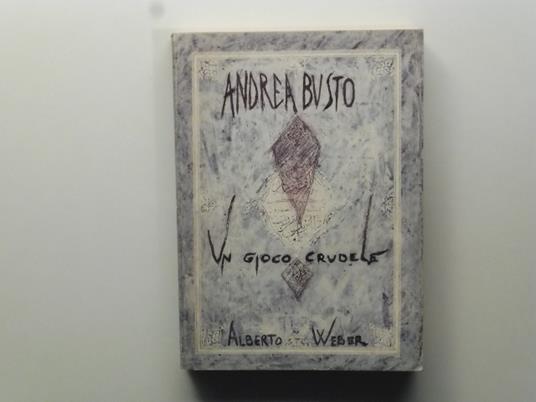 ANDREA BUSTO
UN GIOCO CRUDELE
ALBERTO WEBER